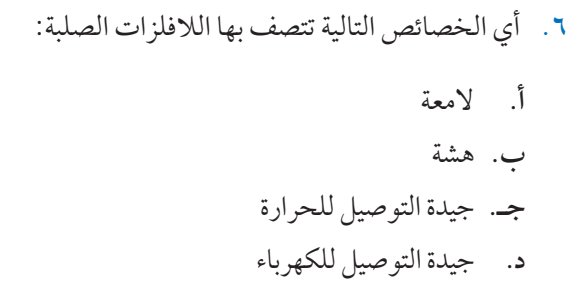 ٦. أي الخصائص التالية تتصف بها اللافلزات الصلبة:
أ. لامعة
ب. هشة
جـ. جيدة التوصيل للحرارة
د. جيدة التوصيل للكهرباء